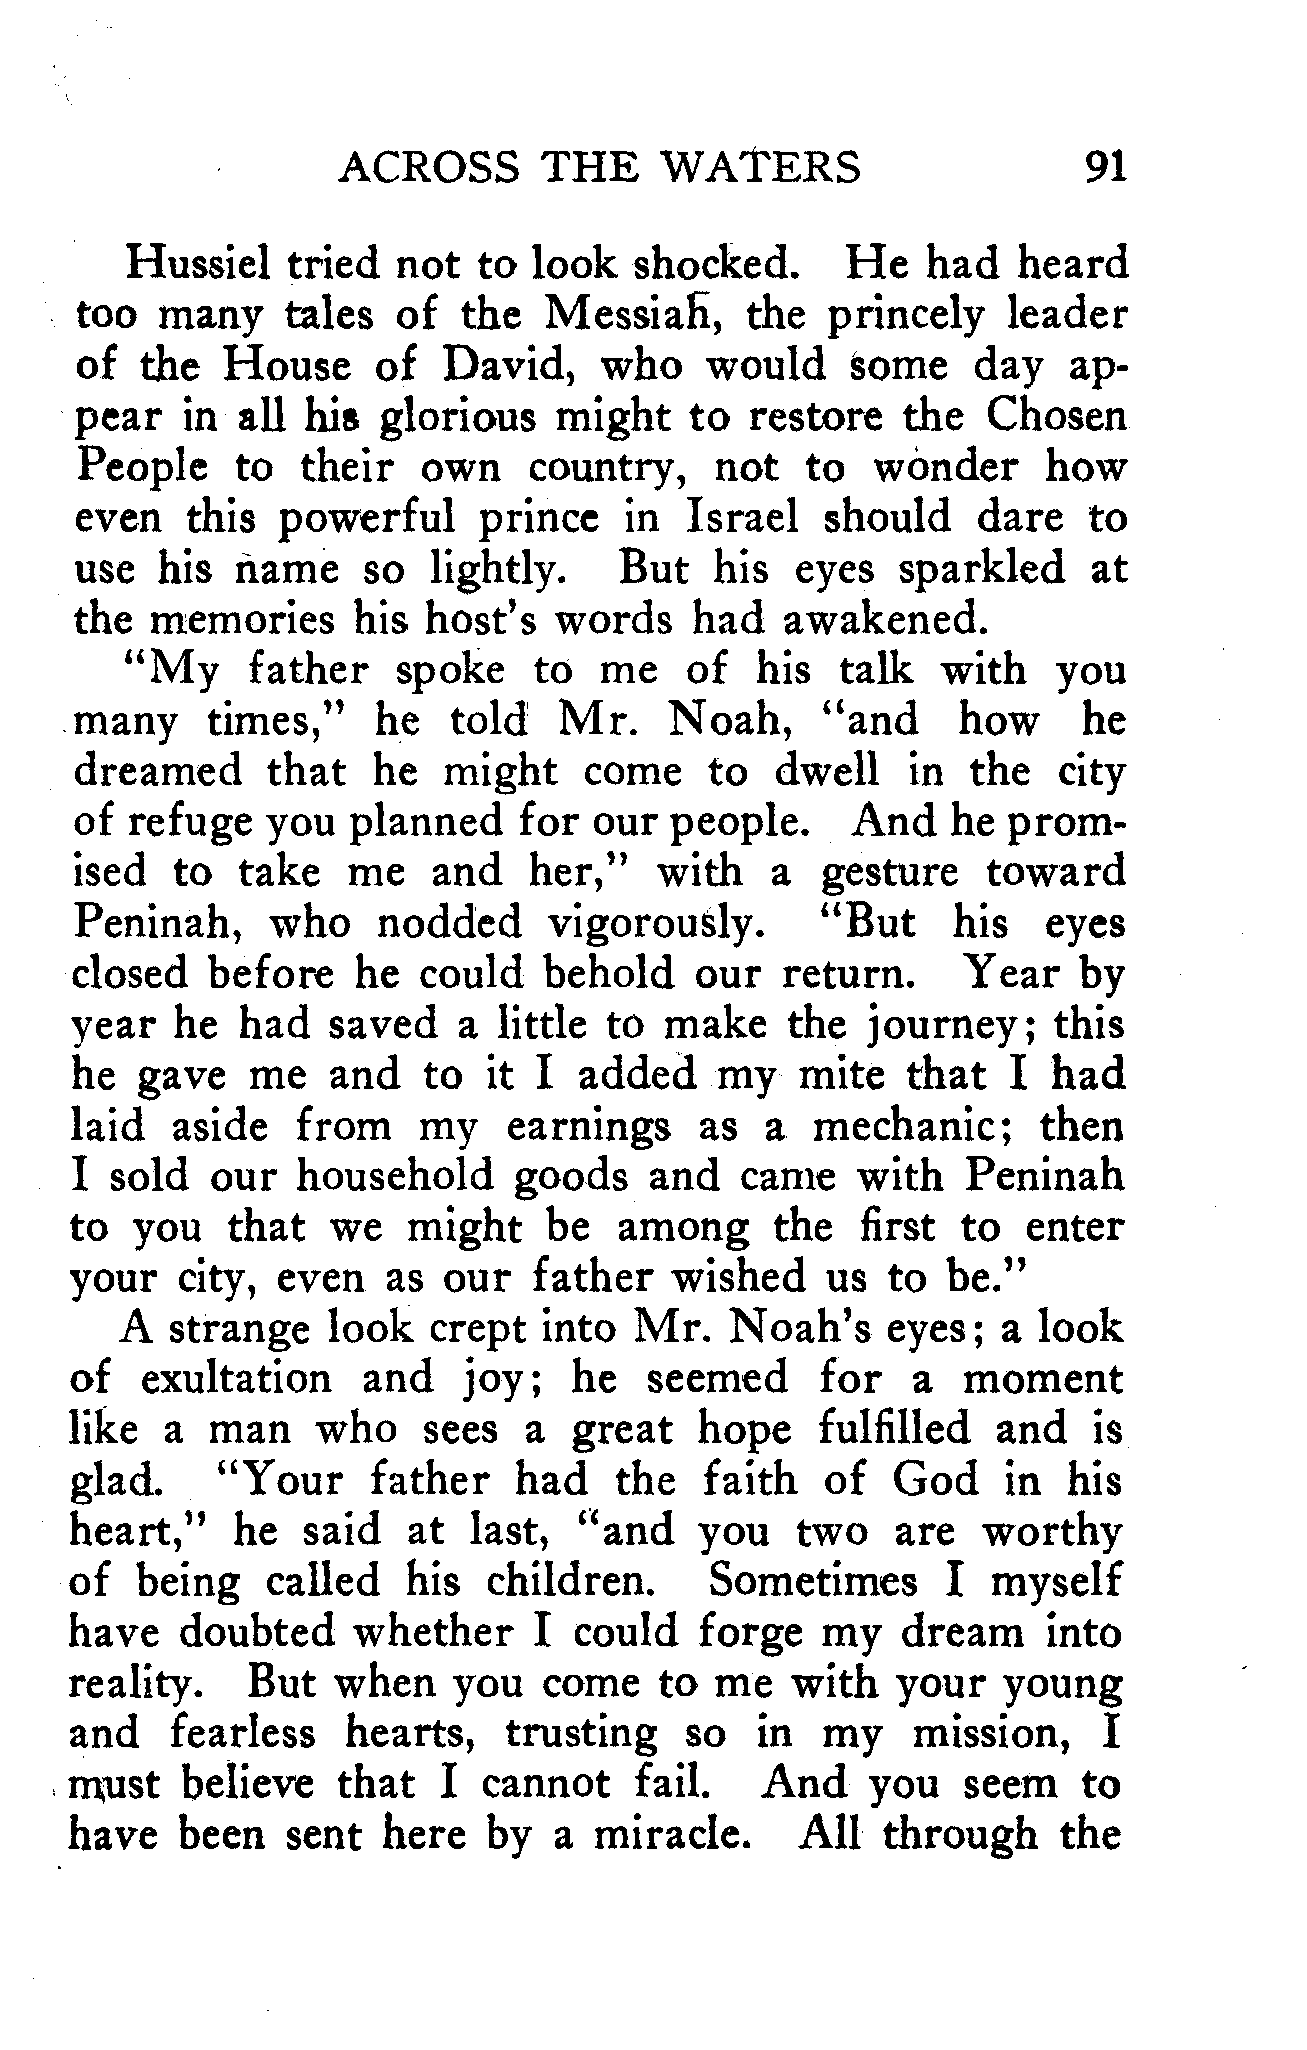 ACROSS THE WATERS 91
Hussiel tried not to look shocked. He had heard
too many tales of the Messiah, the princely leader
of the House of David, who would some day ap-
pear in all his glorious might to restore the Chosen
People to their own country, not to wonder how
even this powerful prince in Israel should dare to
use his name so lightly. But his eyes sparkled at
the memories his host's words had awakened.
"My father spoke to me of his talk with you
many times," he told Mr. Noah, "and how he
dreamed that he might come to dwell in the city
of refuge you planned for our people. And he prom-
ised to take me and her," with a gesture toward
Peninah, who nodded vigorously. "But his eyes
closed before he could behold our return. Year by
year he had saved a little to make the journey; this
he gave me and to it I added my mite that I had
laid aside from my earnings as a mechanic; then
I sold our household goods and came with Peninah
to you that we might be among the first to enter
your city, even as our father wished us to be."
A strange look crept into Mr. Noah's eyes; a look
of exultation and joy; he seemed for a moment
like a man who sees a great hope fulfilled and is
glad. "Your father had the faith of God in his
heart," he said at last, "and you two are worthy
of being called his children. Sometimes I myself
have doubted whether I could forge my dream into
reality. But when you come to me with your young
and fearless hearts, trusting so in my mission, I
must believe that I cannot fail. And you seem to
have been sent here by a miracle. All through the